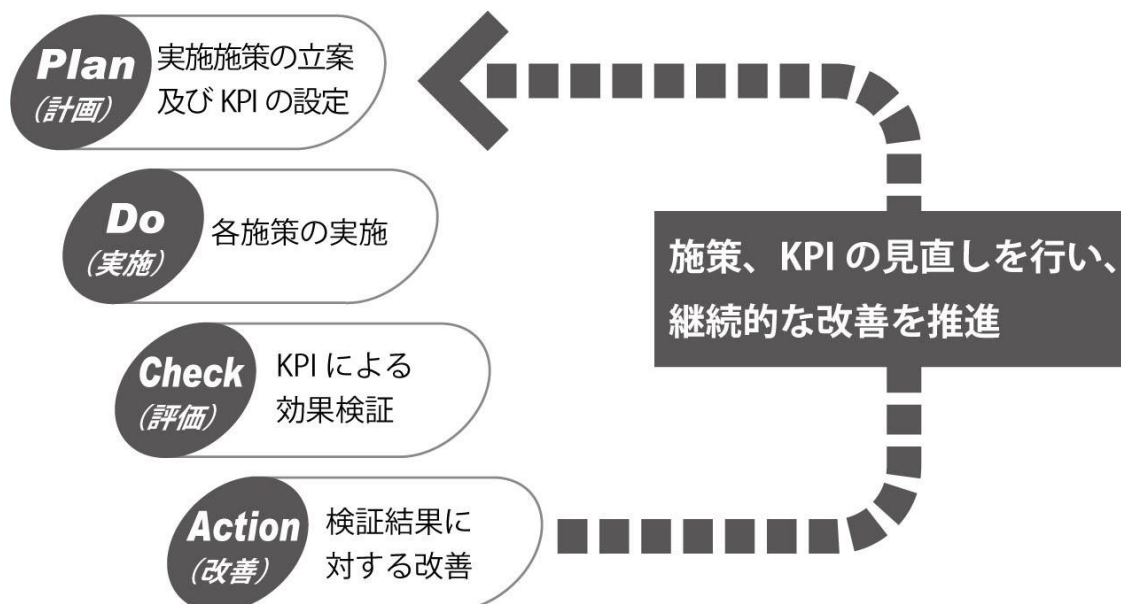 Plan
(計画)
実施施策の立案
及び KPI の設定
Do
(実施)
各施策の実施
Check
(評価)
KPI による
効果検証
Action
(改善)
検証結果に
対する改善
施策、KPI の見直しを行い、
継続的な改善を推進